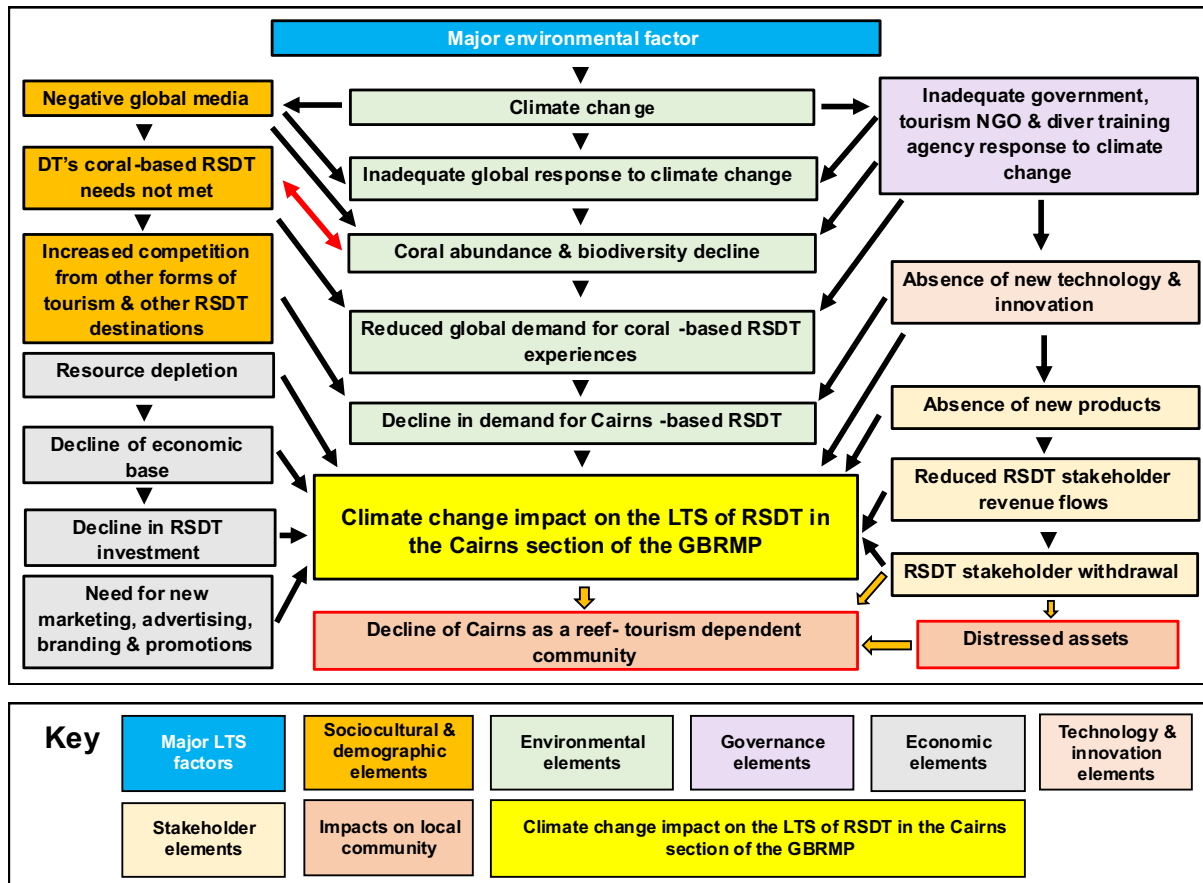 Major environmental factor
Negative global media
Climate change
Inadequate government,
tourism NGO & diver training
agency response to climate
change
DT's coral-based RSDT
needs not met
Inadequate global response to climate change
Increased competition
from other forms of
tourism & other RSDT
destinations
Coral abundance & biodiversity decline
Absence of new technology &
innovation
Reduced global demand for coral -based RSDT
experiences
Resource depletion
Decline in demand for Cairns -based RSDT
Absence of new products
Decline of economic
base
Reduced RSDT stakeholder
revenue flows
Climate change impact on the LTS of RSDT in
the Cairns section of the GBRMP
Decline in RSDT
investment
RSDT stakeholder withdrawal
Need for new
marketing, advertising,
branding & promotions
Decline of Cairns as a reef- tourism dependent
community
Distressed assets
Key
Major LTS
factors
Sociocultural &
demographic
elements
Environmental
elements
Governance
elements
Economic
elements
Technology &
innovation
elements
Stakeholder
elements
Impacts on local
community
Climate change impact on the LTS of RSDT in the Cairns
section of the GBRMP